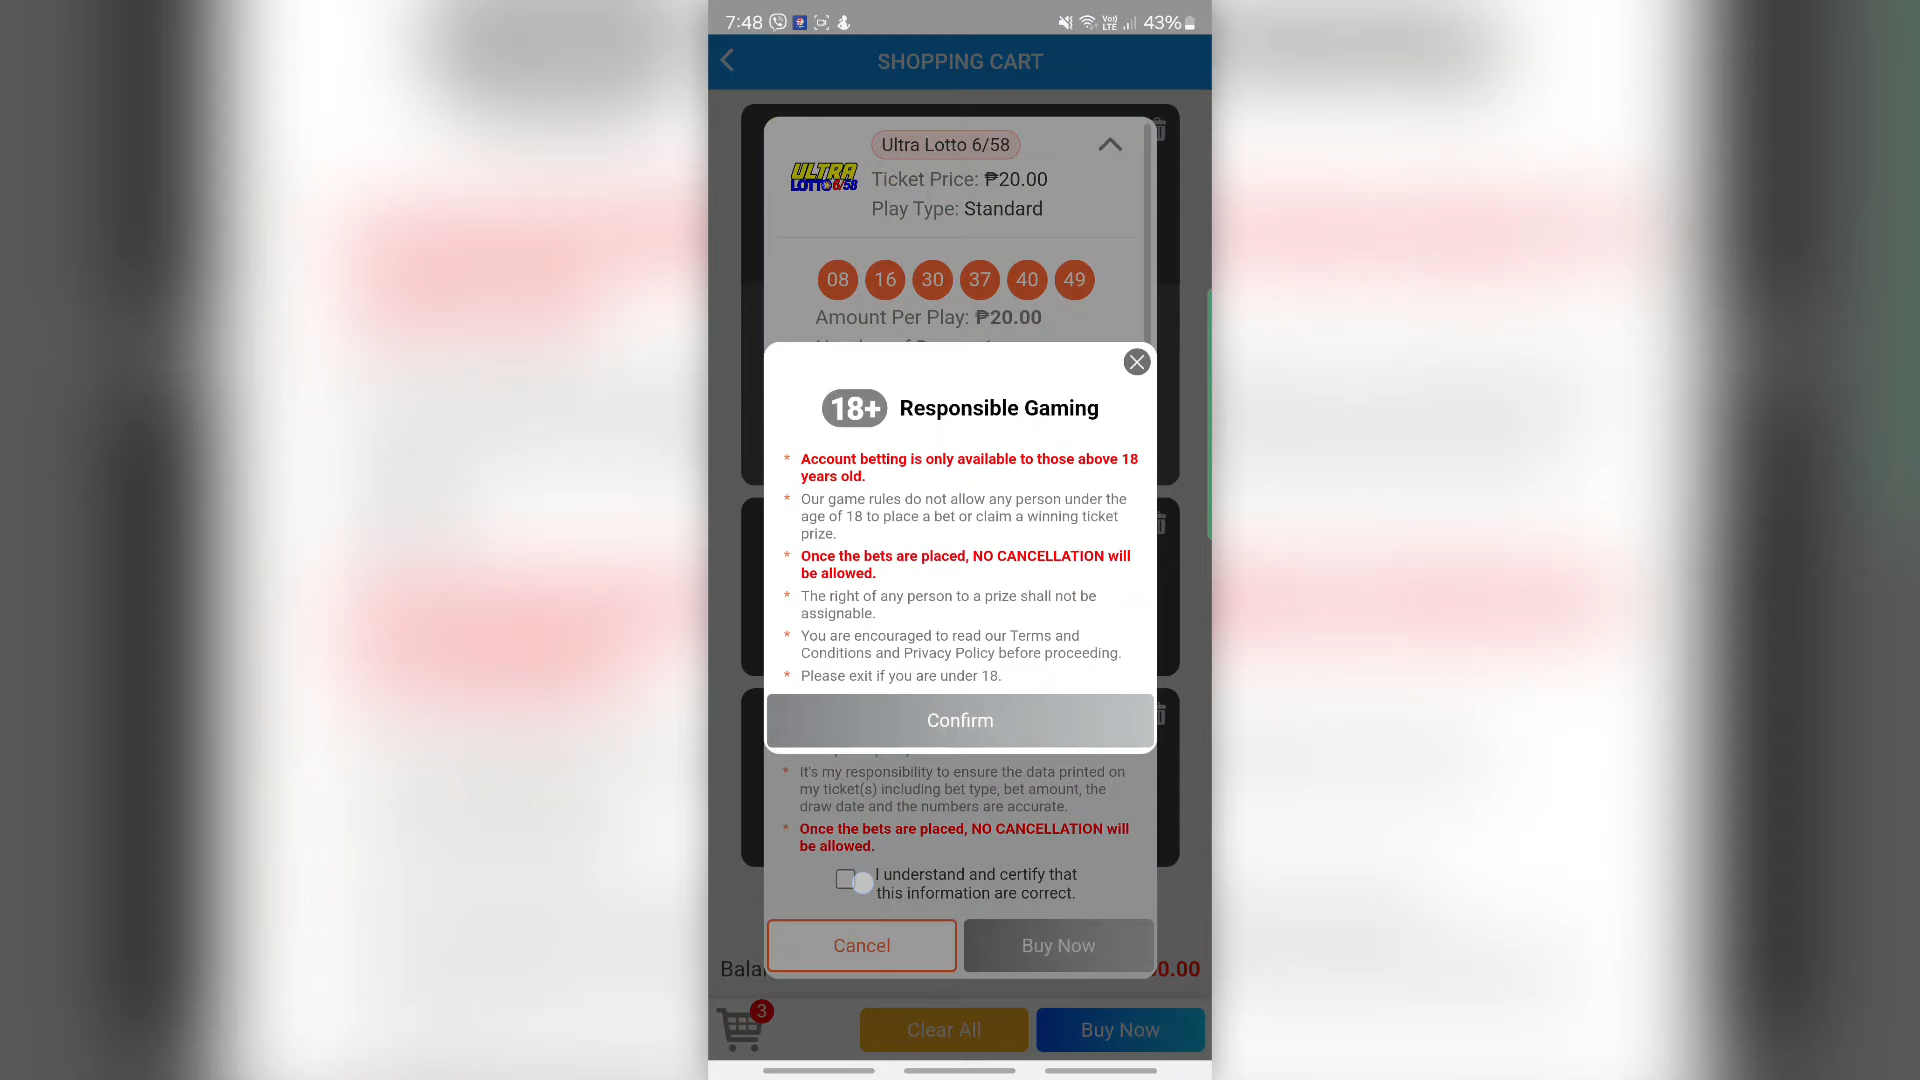 7:48
Vo)) LTE 43%
SHOPPING CART
Ultra Lotto 6/58
ULTRA
LOTTO 6/58
Ticket Price: ₱20.00
Play Type: Standard
08 16 30 37 40 49
Amount Per Play: ₱20.00
18+ Responsible Gaming
* Account betting is only available to those above 18
years old.
* Our game rules do not allow any person under the
age of 18 to place a bet or claim a winning ticket
prize.
* Once the bets are placed, NO CANCELLATION will
be allowed.
* The right of any person to a prize shall not be
assignable.
* You are encouraged to read our Terms and
Conditions and Privacy Policy before proceeding.
* Please exit if you are under 18.
Confirm
* It's my responsibility to ensure the data printed on
my ticket(s) including bet type, bet amount, the
draw date and the numbers are accurate.
* Once the bets are placed, NO CANCELLATION will
be allowed.
I understand and certify that
this information are correct.
Cancel
Buy Now
Bala
0.00
3
Clear All
Buy Now